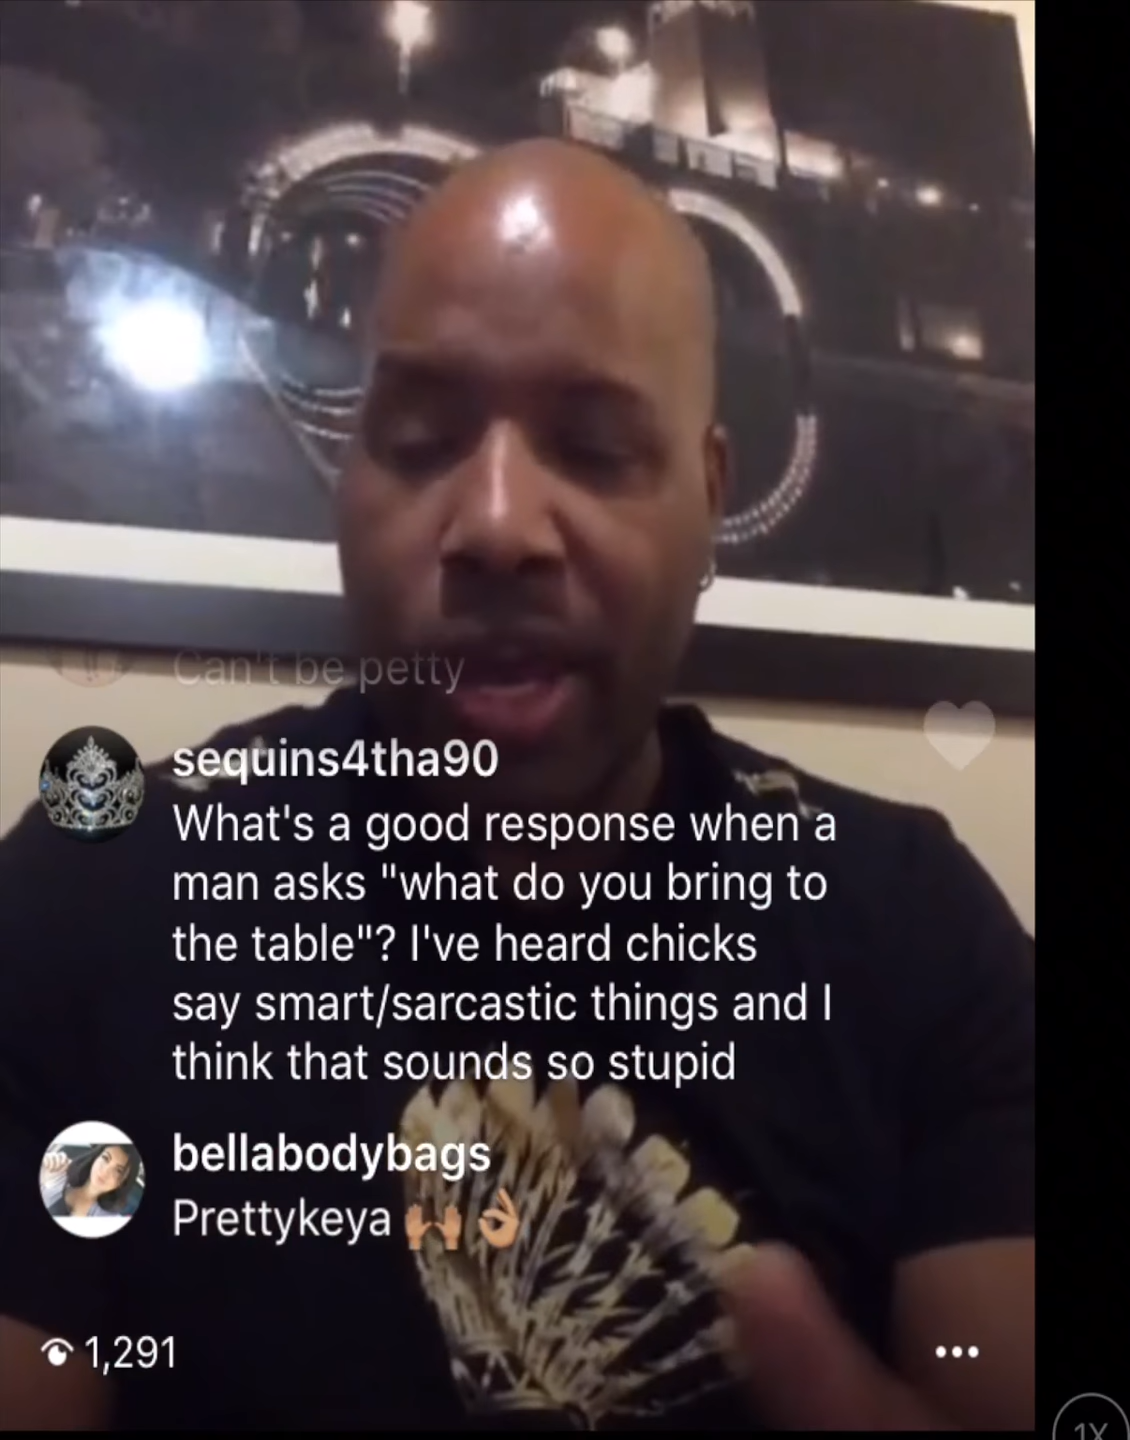 Can't be petty
sequins4tha90
What's a good response when a
man asks "what do you bring to
the table"? I've heard chicks
say smart/sarcastic things and I
think that sounds so stupid
bellabodybags
Prettykeya 🙌🏽 👌🏽
1,291
1X